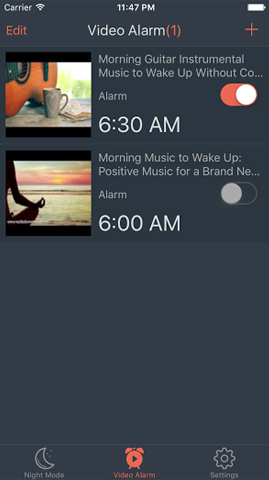 Carrier 11:47 PM
Edit Video Alarm(1) +
Morning Guitar Instrumental
Music to Wake Up Without Co...
Alarm
6:30 AM
Morning Music to Wake Up:
Positive Music for a Brand Ne...
Alarm
6:00 AM
Night Mode Video Alarm Settings